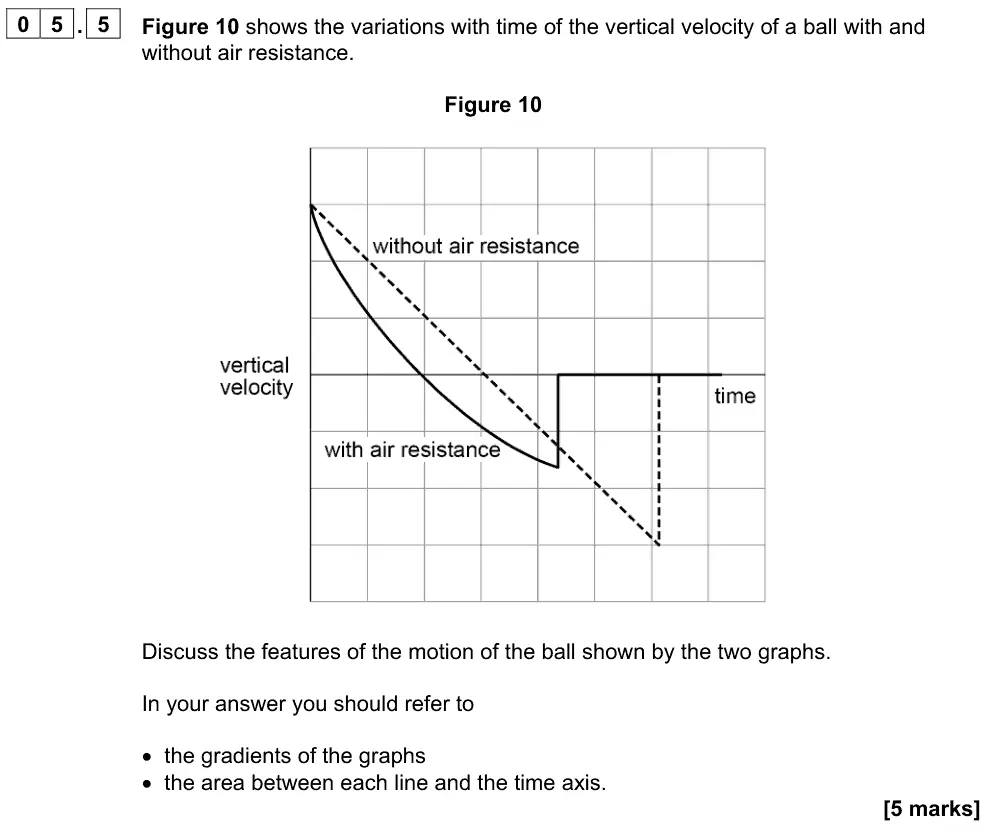 0 5 . 5 Figure 10 shows the variations with time of the vertical velocity of a ball with and
without air resistance.
Figure 10
without air resistance
vertical
velocity
time
with air resistance
Discuss the features of the motion of the ball shown by the two graphs.
In your answer you should refer to
• the gradients of the graphs
• the area between each line and the time axis.
[5 marks]